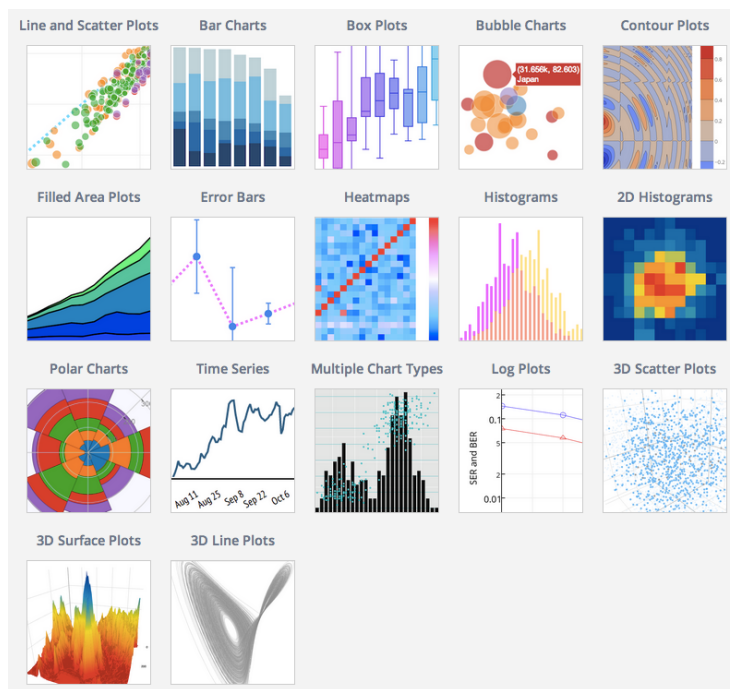 Line and Scatter Plots
Bar Charts
Box Plots
Bubble Charts
Contour Plots
(31.656k, 82.603)
Japan
0.8
0.6
0.4
0.2
0
−0.2
Filled Area Plots
Error Bars
Heatmaps
Histograms
2D Histograms
Polar Charts
Time Series
Multiple Chart Types
Log Plots
3D Scatter Plots
Aug 11
Aug 25
Sep 8
Sep 22
Oct 6
SER and BER
2
0.1
5
2
0.01
3D Surface Plots
3D Line Plots